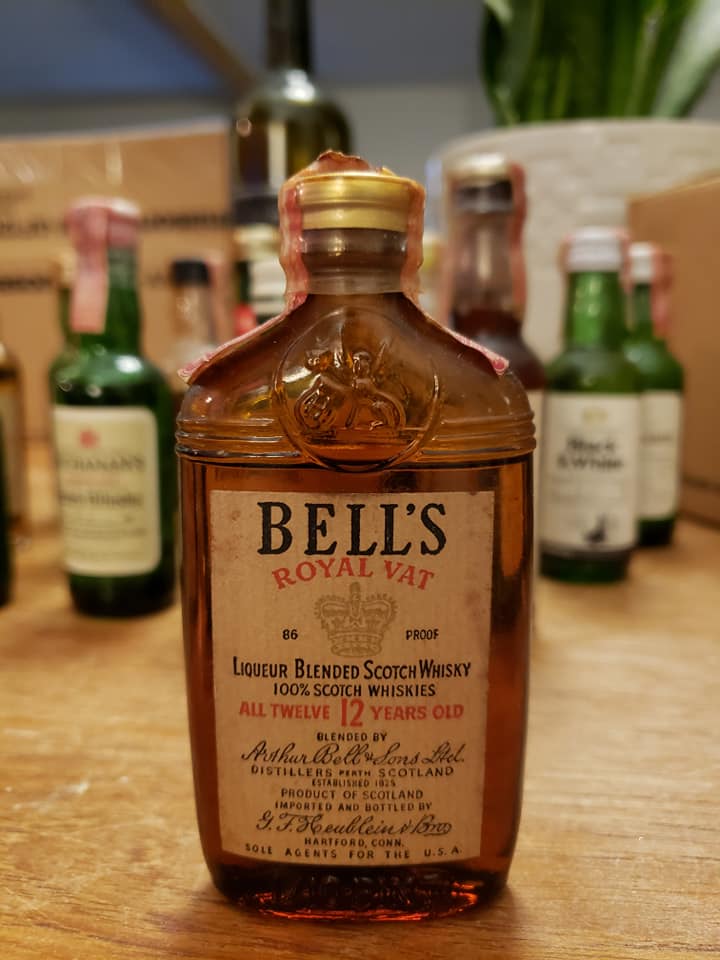 BELL'S
ROYAL VAT
86 PROOF
LIQUEUR BLENDED SCOTCH WHISKY
100% SCOTCH WHISKIES
ALL TWELVE 12 YEARS OLD
BLENDED BY
Arthur Bell & Sons Ltd.
DISTILLERS PERTH SCOTLAND
ESTABLISHED 1825
PRODUCT OF SCOTLAND
IMPORTED AND BOTTLED BY
G. F. Heublein & Bro
HARTFORD, CONN.
SOLE AGENTS FOR THE U.S.A.
Black
& White